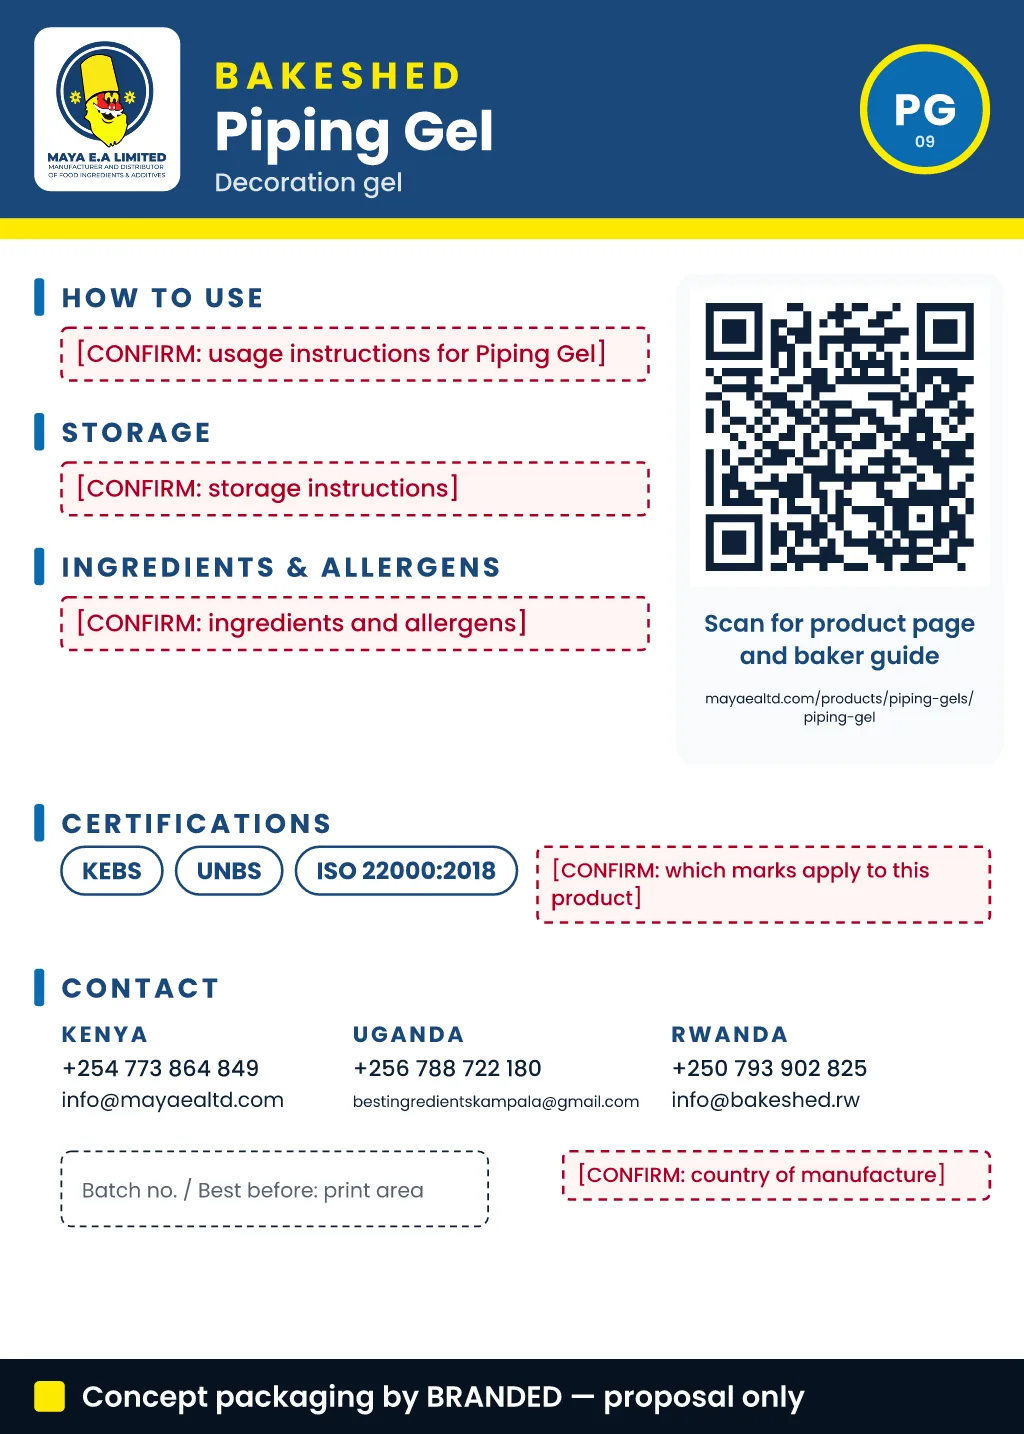 MAYA E.A LIMITED
MANUFACTURER AND DISTRIBUTOR
OF FOOD INGREDIENTS & ADDITIVES
BAKESHED
Piping Gel
Decoration gel
PG
09
HOW TO USE
[CONFIRM: usage instructions for Piping Gel]
STORAGE
[CONFIRM: storage instructions]
INGREDIENTS & ALLERGENS
[CONFIRM: ingredients and allergens]
Scan for product page
and baker guide
mayaealtd.com/products/piping-gels/
piping-gel
CERTIFICATIONS
KEBS
UNBS
ISO 22000:2018
[CONFIRM: which marks apply to this
product]
CONTACT
KENYA
+254 773 864 849
info@mayaealtd.com
UGANDA
+256 788 722 180
bestingredientskampala@gmail.com
RWANDA
+250 793 902 825
info@bakeshed.rw
Batch no. / Best before: print area
[CONFIRM: country of manufacture]
Concept packaging by BRANDED — proposal only